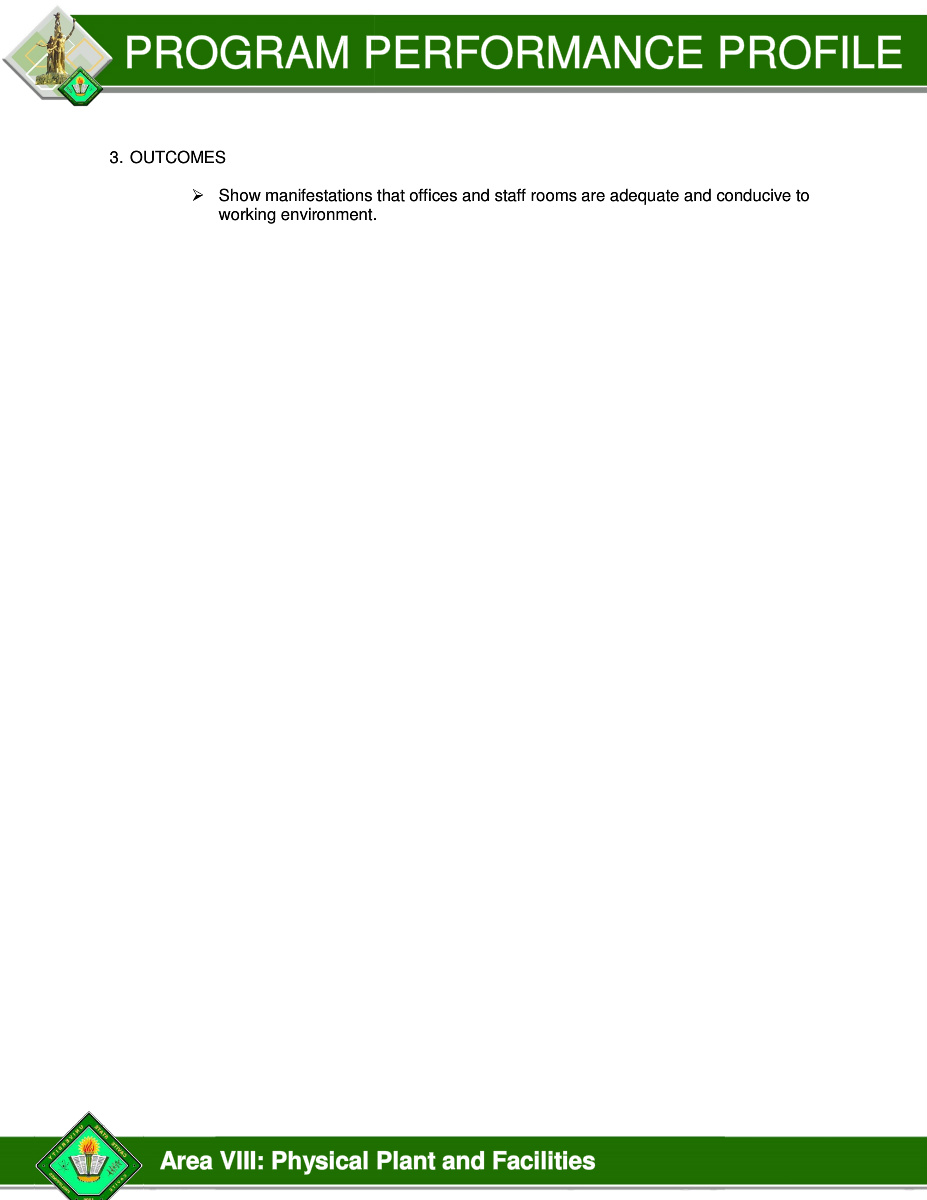 PROGRAM PERFORMANCE PROFILE
3. OUTCOMES
➢ Show manifestations that offices and staff rooms are adequate and conducive to
working environment.
Area VIII: Physical Plant and Facilities